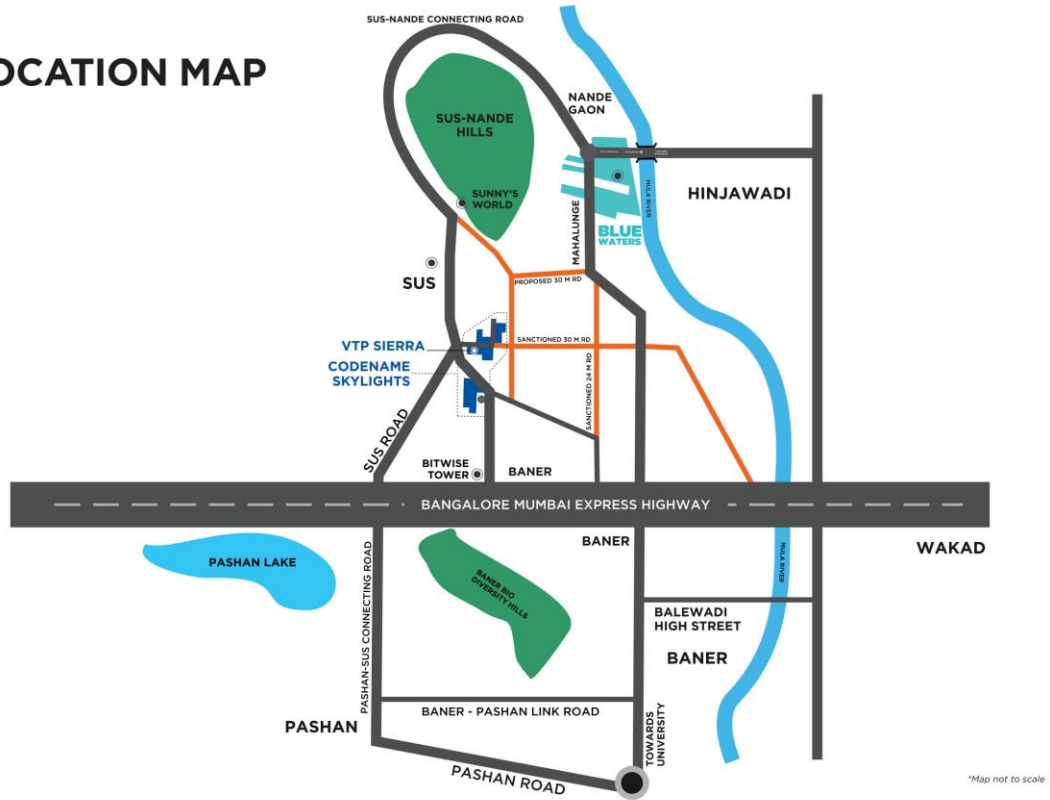 OCATION MAP
SUS-NANDE CONNECTING ROAD
NANDE
GAON
SUS-NANDE
HILLS
SUNNY'S
WORLD
HINJAWADI
MULA RIVER
MAHALUNGE
BLUE
WATERS
SUS
PROPOSED 30 M RD
VTP SIERRA
SANCTIONED 30 M RD
CODENAME
SKYLIGHTS
SANCTIONED 24 M RD
SUS ROAD
BITWISE
TOWER
BANER
BANGALORE MUMBAI EXPRESS HIGHWAY
BANER
WAKAD
PASHAN LAKE
PASHAN-SUS CONNECTING ROAD
BANER BIO
DIVERSITY HILLS
MULA RIVER
BALEWADI
HIGH STREET
BANER
BANER - PASHAN LINK ROAD
PASHAN
TOWARDS
UNIVERSITY
PASHAN ROAD
*Map not to scale